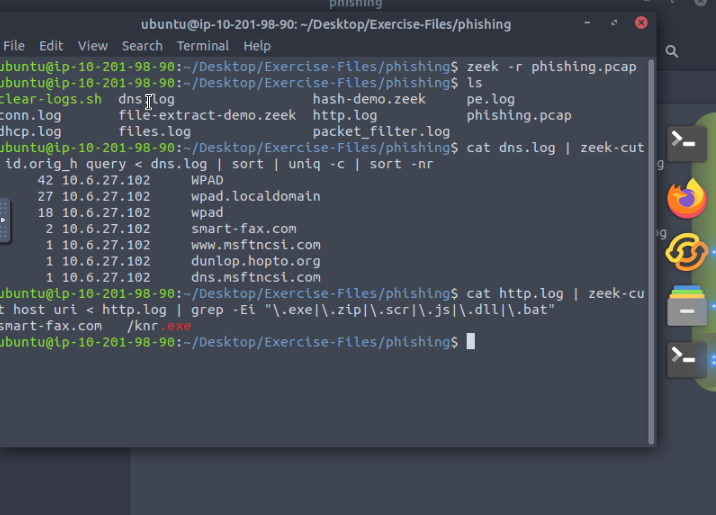 phishing
ubuntu@ip-10-201-98-90: ~/Desktop/Exercise-Files/phishing
File Edit View Search Terminal Help
ubuntu@ip-10-201-98-90:~/Desktop/Exercise-Files/phishing$ zeek -r phishing.pcap
ubuntu@ip-10-201-98-90:~/Desktop/Exercise-Files/phishing$ ls
clear-logs.sh dns.log hash-demo.zeek pe.log
conn.log file-extract-demo.zeek http.log phishing.pcap
dhcp.log files.log packet_filter.log
ubuntu@ip-10-201-98-90:~/Desktop/Exercise-Files/phishing$ cat dns.log | zeek-cut
id.orig_h query < dns.log | sort | uniq -c | sort -nr
42 10.6.27.102 WPAD
27 10.6.27.102 wpad.localdomain
18 10.6.27.102 wpad
2 10.6.27.102 smart-fax.com
1 10.6.27.102 www.msftncsi.com
1 10.6.27.102 dunlop.hopto.org
1 10.6.27.102 dns.msftncsi.com
ubuntu@ip-10-201-98-90:~/Desktop/Exercise-Files/phishing$ cat http.log | zeek-cu
t host uri < http.log | grep -Ei "\.exe|\.zip|\.scr|\.js|\.dll|\.bat"
smart-fax.com /knr.exe
ubuntu@ip-10-201-98-90:~/Desktop/Exercise-Files/phishing$